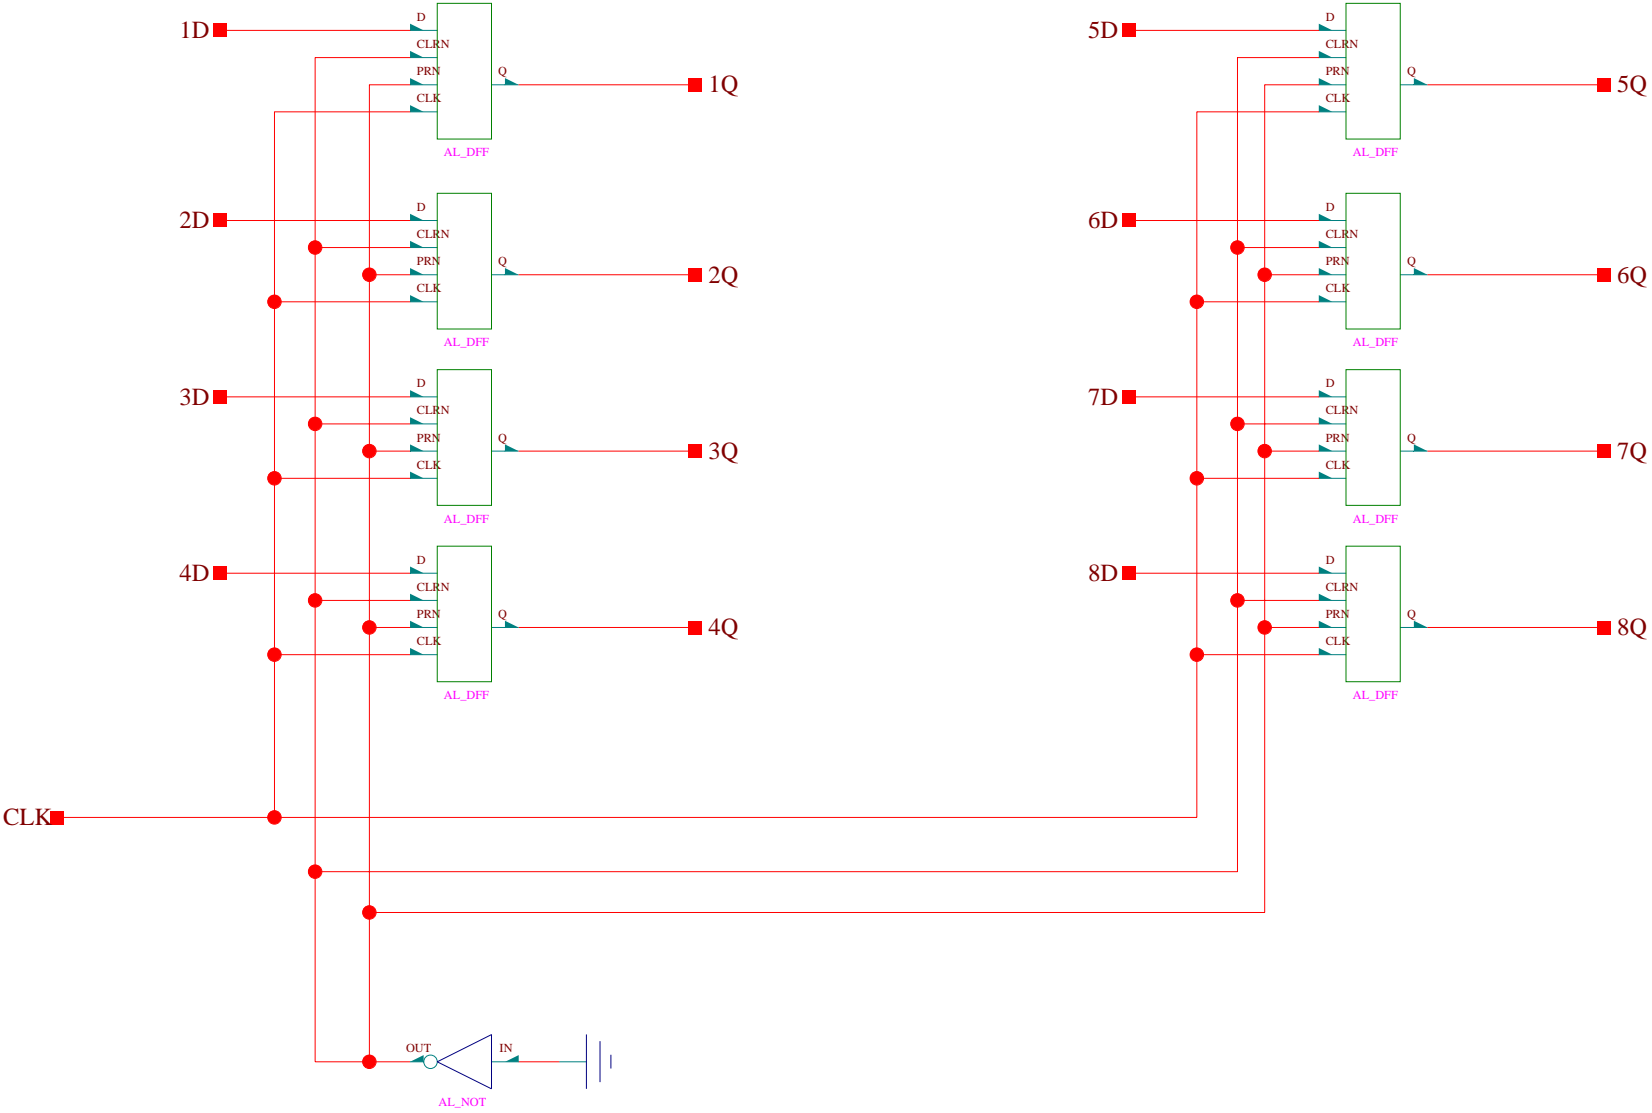 1D D CLRN PRN CLK Q 1Q AL_DFF
5D D CLRN PRN CLK Q 5Q AL_DFF
2D D CLRN PRN CLK Q 2Q AL_DFF
6D D CLRN PRN CLK Q 6Q AL_DFF
3D D CLRN PRN CLK Q 3Q AL_DFF
7D D CLRN PRN CLK Q 7Q AL_DFF
4D D CLRN PRN CLK Q 4Q AL_DFF
8D D CLRN PRN CLK Q 8Q AL_DFF
CLK
OUT IN
AL_NOT